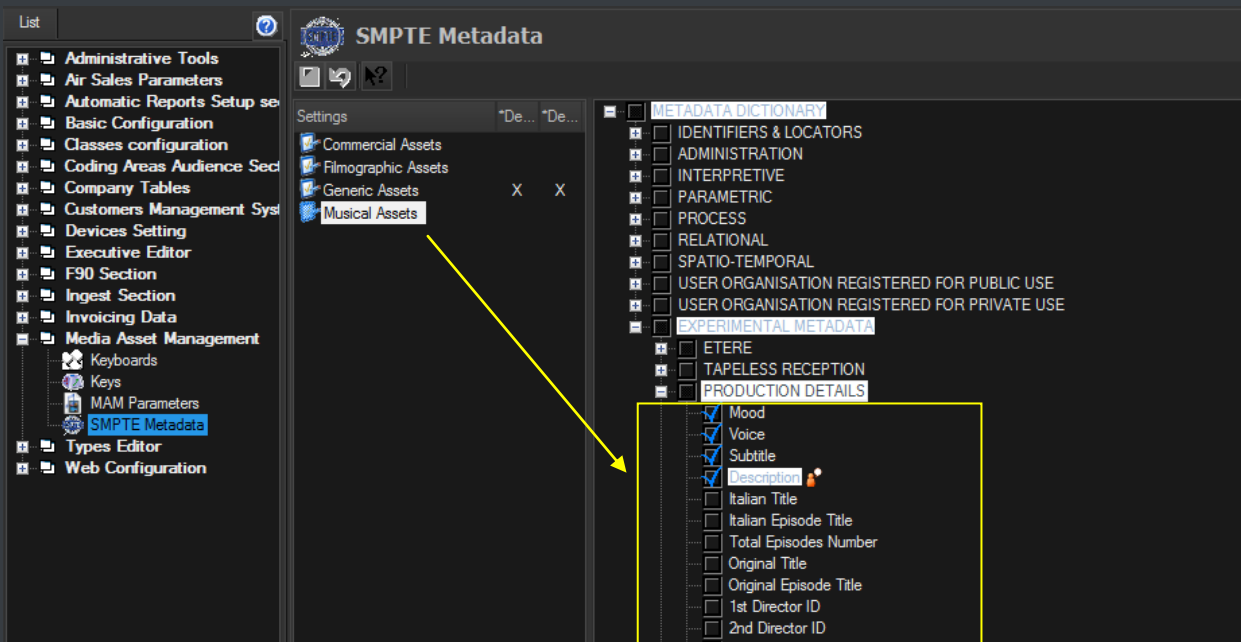 List
SMPTE Metadata
Administrative Tools
Air Sales Parameters
Automatic Reports Setup se
Basic Configuration
Classes configuration
Coding Areas Audience Sect
Company Tables
Customers Management Syst
Devices Setting
Executive Editor
F90 Section
Ingest Section
Invoicing Data
Media Asset Management
Keyboards
Keys
MAM Parameters
SMPTE Metadata
Types Editor
Web Configuration
Settings *De... *De...
Commercial Assets
Filmographic Assets
Generic Assets X X
Musical Assets
METADATA DICTIONARY
IDENTIFIERS & LOCATORS
ADMINISTRATION
INTERPRETIVE
PARAMETRIC
PROCESS
RELATIONAL
SPATIO-TEMPORAL
USER ORGANISATION REGISTERED FOR PUBLIC USE
USER ORGANISATION REGISTERED FOR PRIVATE USE
EXPERIMENTAL METADATA
ETERE
TAPELESS RECEPTION
PRODUCTION DETAILS
Mood
Voice
Subtitle
Description
Italian Title
Italian Episode Title
Total Episodes Number
Original Title
Original Episode Title
1st Director ID
2nd Director ID